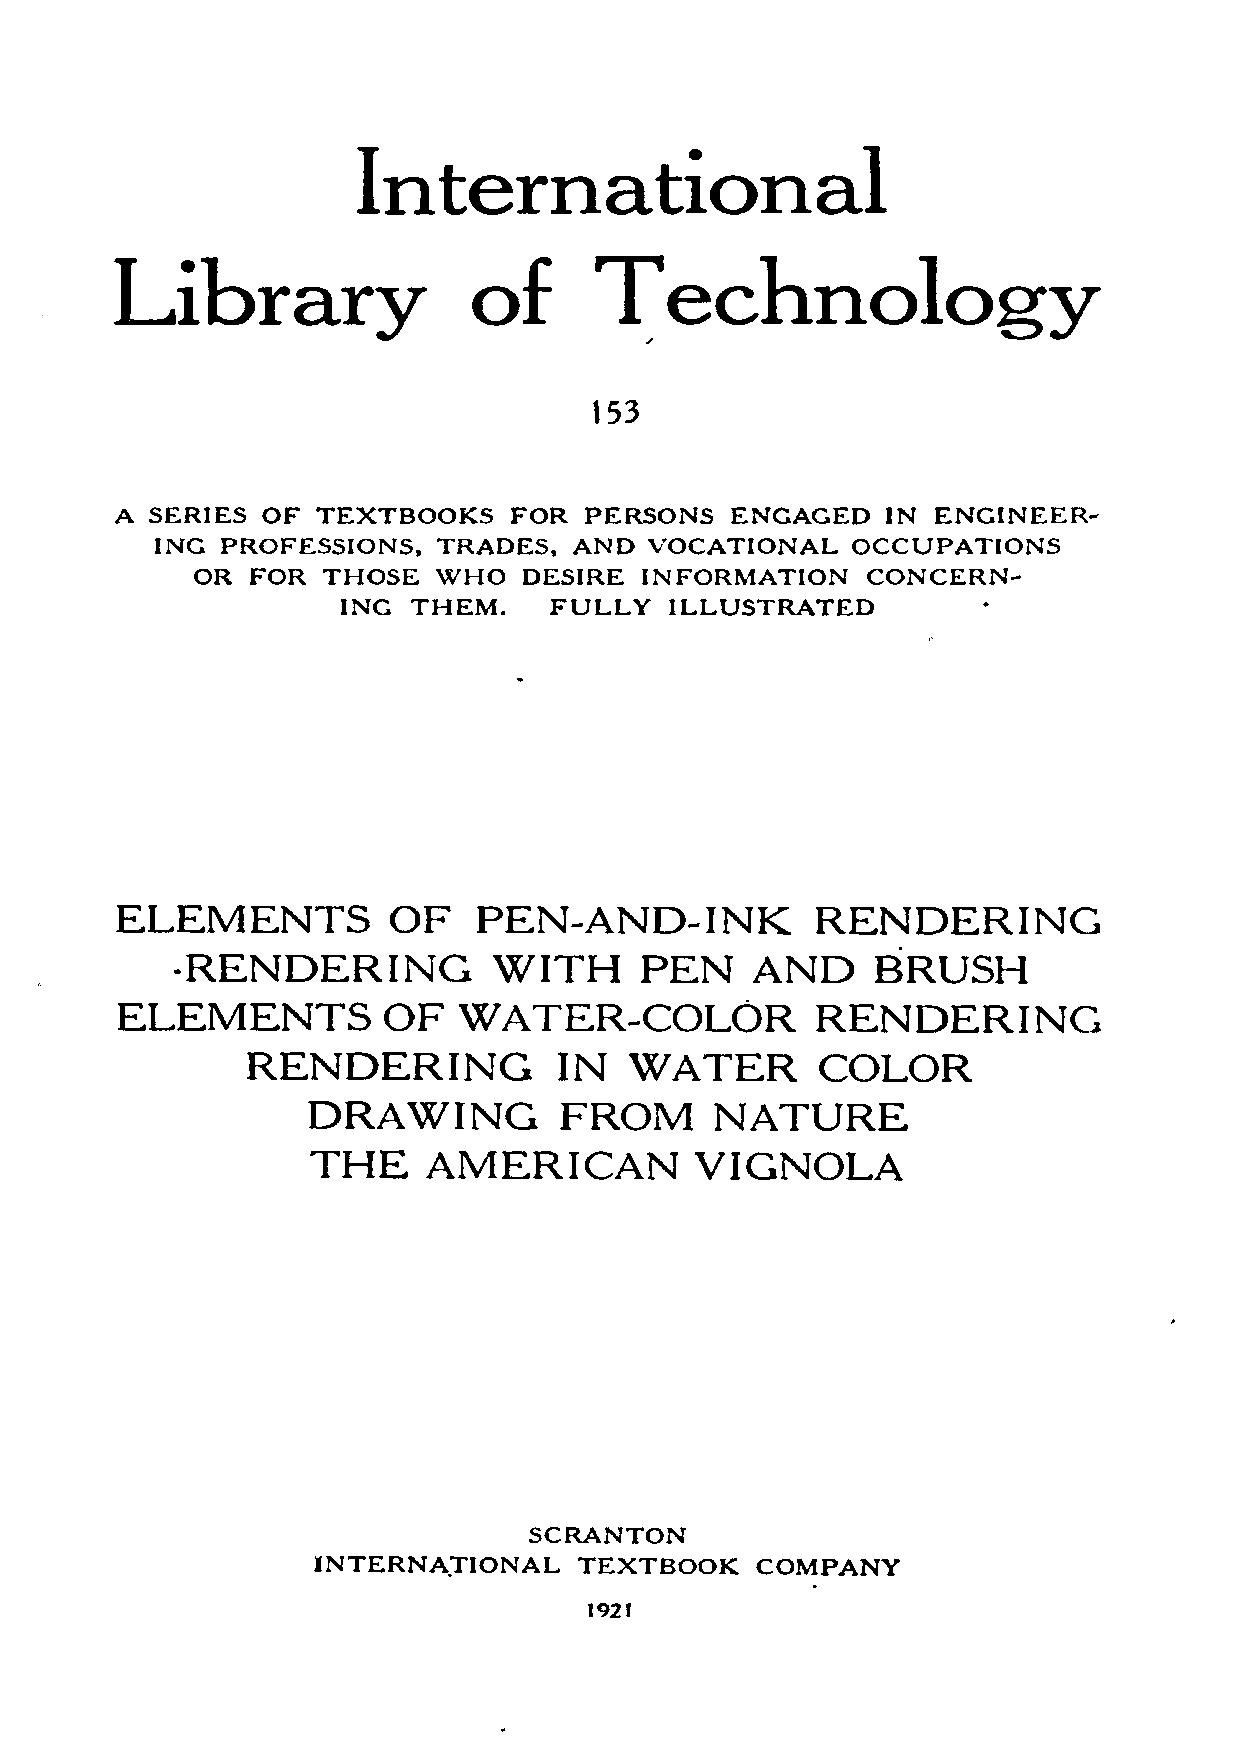 International
Library of Technology
153
A SERIES OF TEXTBOOKS FOR PERSONS ENGAGED IN ENGINEER-
ING PROFESSIONS, TRADES, AND VOCATIONAL OCCUPATIONS
OR FOR THOSE WHO DESIRE INFORMATION CONCERN-
ING THEM. FULLY ILLUSTRATED
ELEMENTS OF PEN-AND-INK RENDERING
RENDERING WITH PEN AND BRUSH
ELEMENTS OF WATER-COLOR RENDERING
RENDERING IN WATER COLOR
DRAWING FROM NATURE
THE AMERICAN VIGNOLA
SCRANTON
INTERNATIONAL TEXTBOOK COMPANY
1921